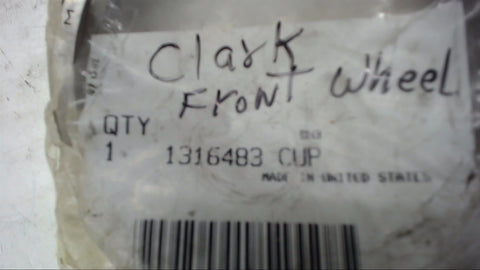 Clark
Front Wheel
QTY
1 1316483 CUP
MADE IN UNITED STATES